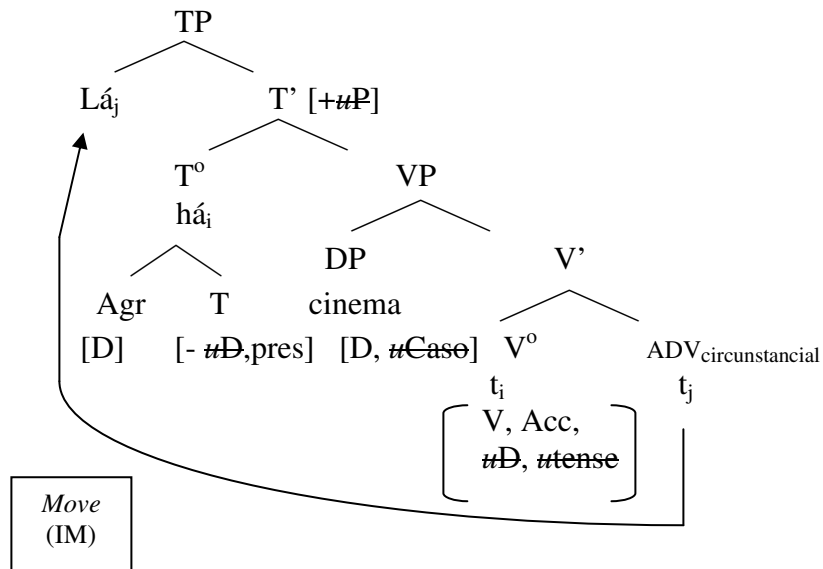 TP
Láj T’ [+uP]
To VP
hái
DP V’
Agr T cinema
[D] [- uD,pres] [D, uCaso] Vo ADVcircunstancial
ti tj
V, Acc,
uD, utense
Move
(IM)